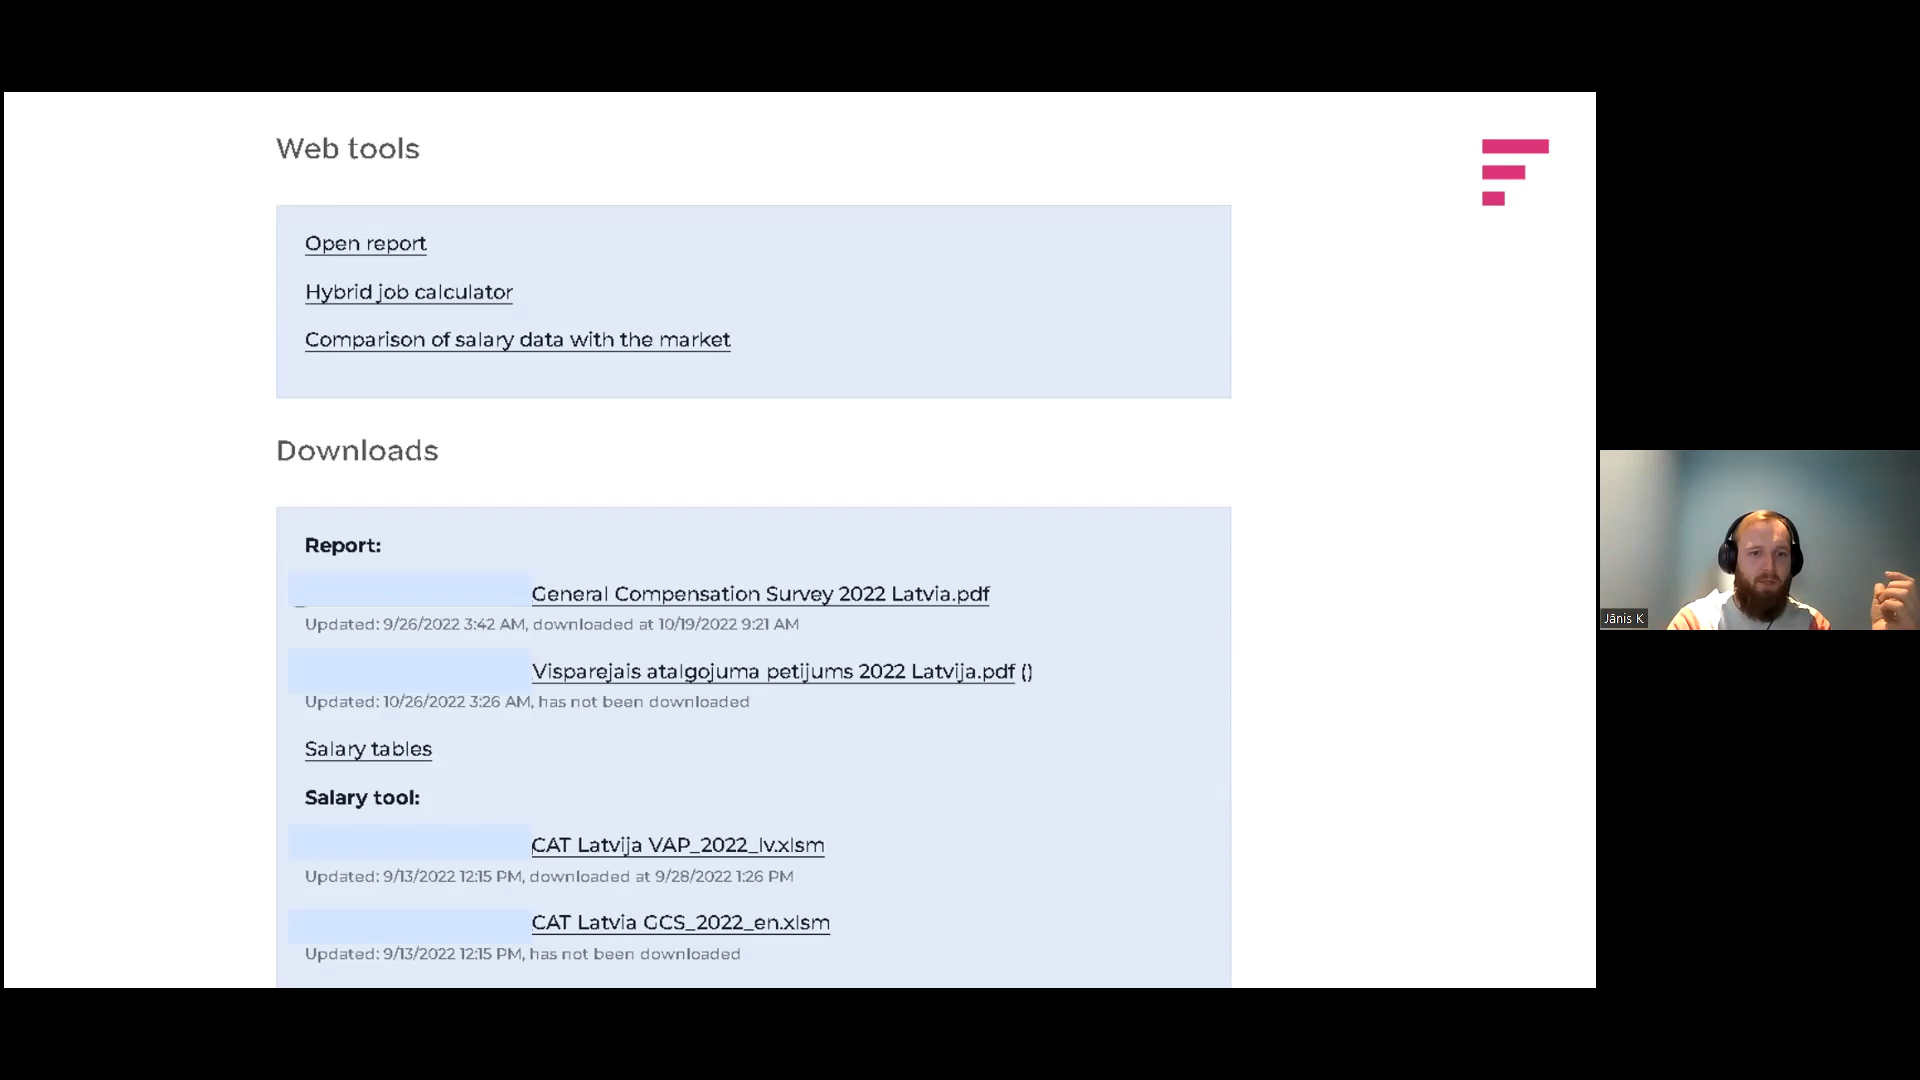 Web tools
Open report
Hybrid job calculator
Comparison of salary data with the market
Downloads
Report:
General Compensation Survey 2022 Latvia.pdf
Updated: 9/26/2022 3:42 AM, downloaded at 10/19/2022 9:21 AM
Visparejais atalgojuma petijums 2022 Latvija.pdf ()
Updated: 10/26/2022 3:26 AM, has not been downloaded
Salary tables
Salary tool:
CAT Latvija VAP_2022_lv.xlsm
Updated: 9/13/2022 12:15 PM, downloaded at 9/28/2022 1:26 PM
CAT Latvia GCS_2022_en.xlsm
Updated: 9/13/2022 12:15 PM, has not been downloaded
Jānis K